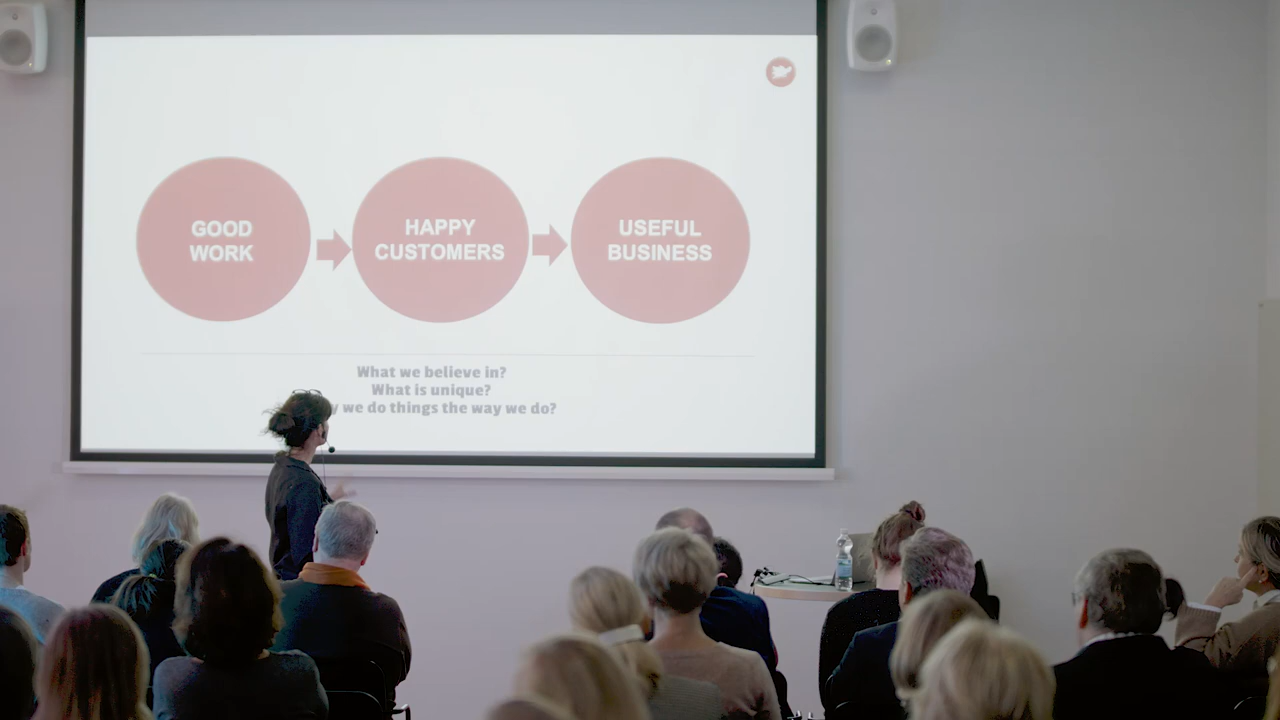 GOOD
WORK
HAPPY
CUSTOMERS
USEFUL
BUSINESS
What we believe in?
What is unique?
we do things the way we do?